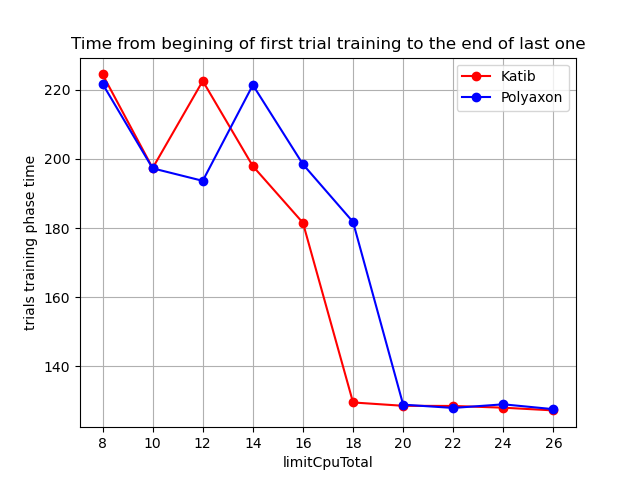 Time from begining of first trial training to the end of last one
Katib
Polyaxon
trials training phase time
220
200
180
160
140
8 10 12 14 16 18 20 22 24 26
limitCpuTotal